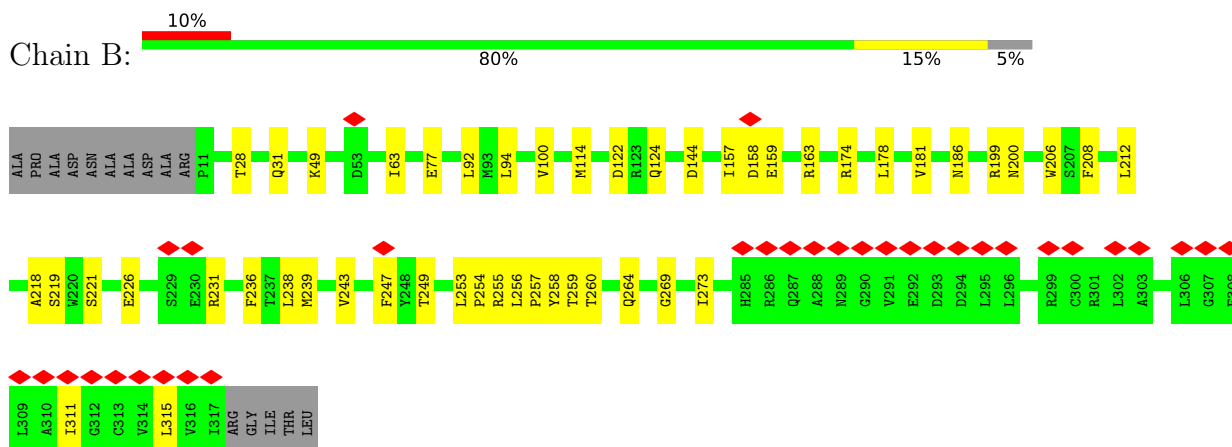 10%
Chain B:
80% 15% 5%
ALA PRO ALA ASP ASN ALA ALA ASP ALA ARG P11 T28 Q31 K49 D53 I63 E77 L92 M93 L94 V100 M114 D122 R123 Q124 D144 I157 D158 E159 R163 R174 L178 V181 N186 R199 N200 W206 S207 F208 L212
A218 S219 W220 S221 E226 S229 E230 R231 F236 T237 L238 M239 V243 F247 Y248 T249 L253 P254 R255 L256 P257 Y258 T259 T260 Q264 G269 I273 H285 R286 Q287 A288 N289 G290 V291 E292 D293 D294 L295 L296 R299 C300 R301 L302 A303 L306 G307
L309 A310 I311 G312 C313 V314 L315 V316 I317 ARG GLY ILE THR LEU